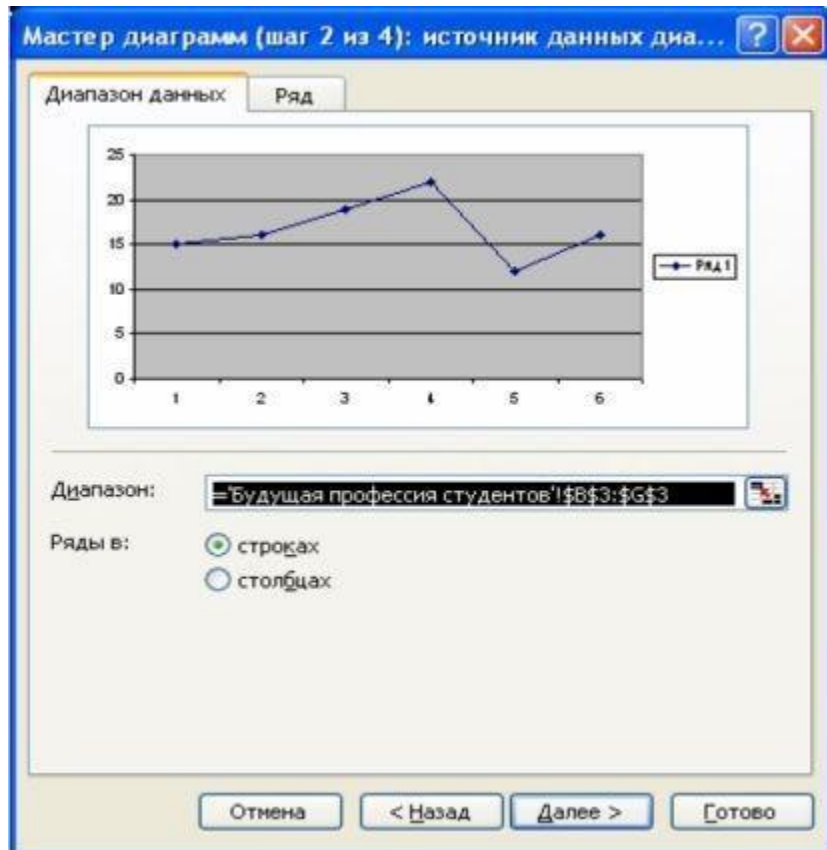 Мастер диаграмм (шаг 2 из 4): источник данных диа...
Диапазон данных
Ряд
25
20
15
10
5
0
1 2 3 4 5 6
Ряд 1
Диапазон:
='Будущая профессия студентов'!$B$3:$G$3
Ряды в:
строках
столбцах
Отмена
< Назад
Далее >
Готово